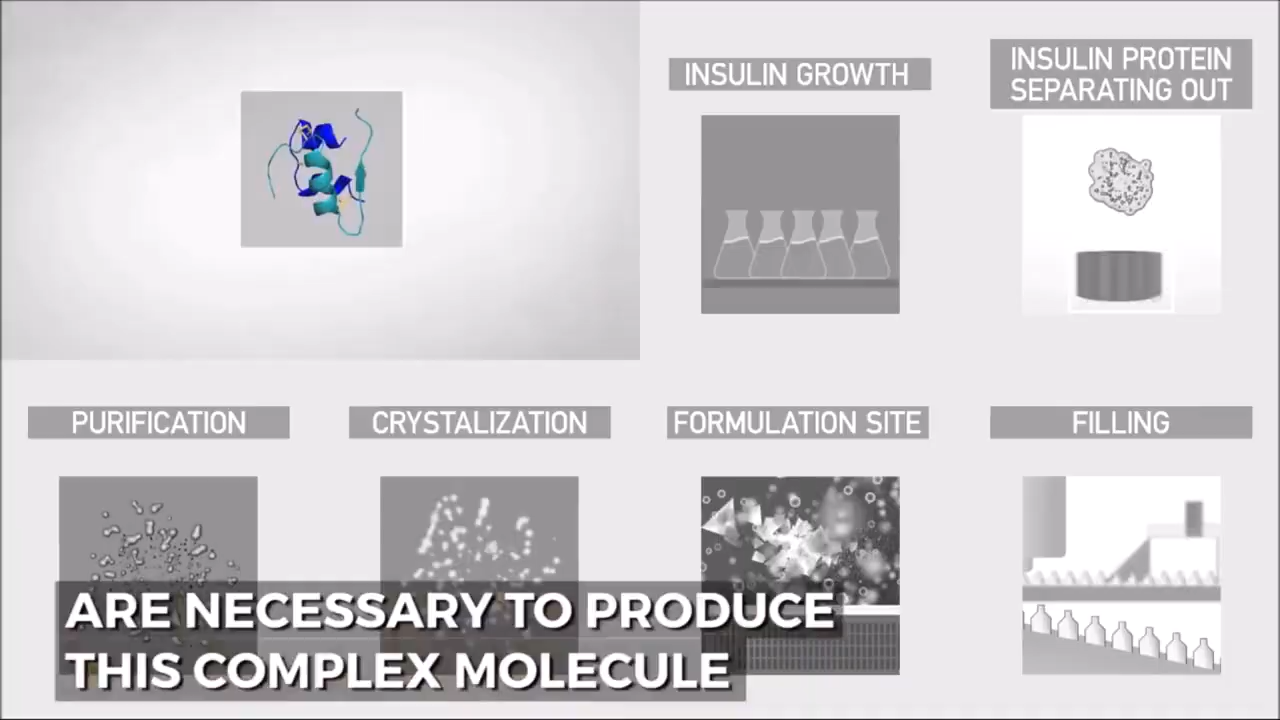 INSULIN GROWTH
INSULIN PROTEIN
SEPARATING OUT
PURIFICATION
CRYSTALIZATION
FORMULATION SITE
FILLING
ARE NECESSARY TO PRODUCE
THIS COMPLEX MOLECULE